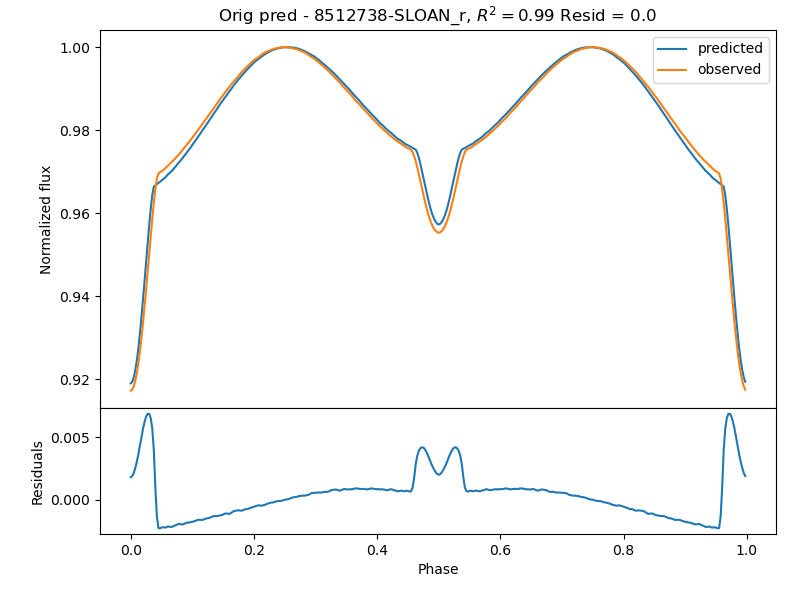 Orig pred - 8512738-SLOAN_r, R² = 0.99 Resid = 0.0
predicted
observed
Normalized flux
1.00
0.98
0.96
0.94
0.92
Residuals
0.005
0.000
0.0
0.2
0.4
0.6
0.8
1.0
Phase